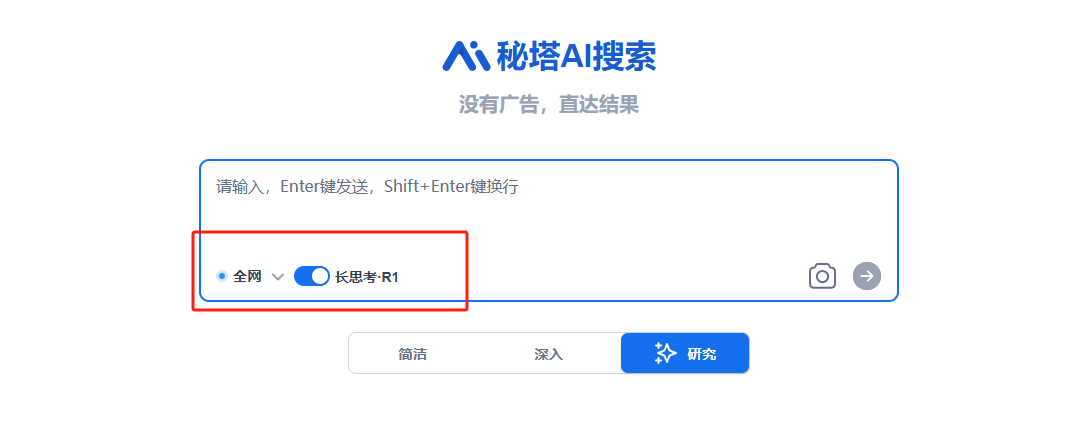 秘塔AI搜索
没有广告，直达结果
请输入，Enter键发送，Shift+Enter键换行
全网 长思考·R1
简洁 深入 研究